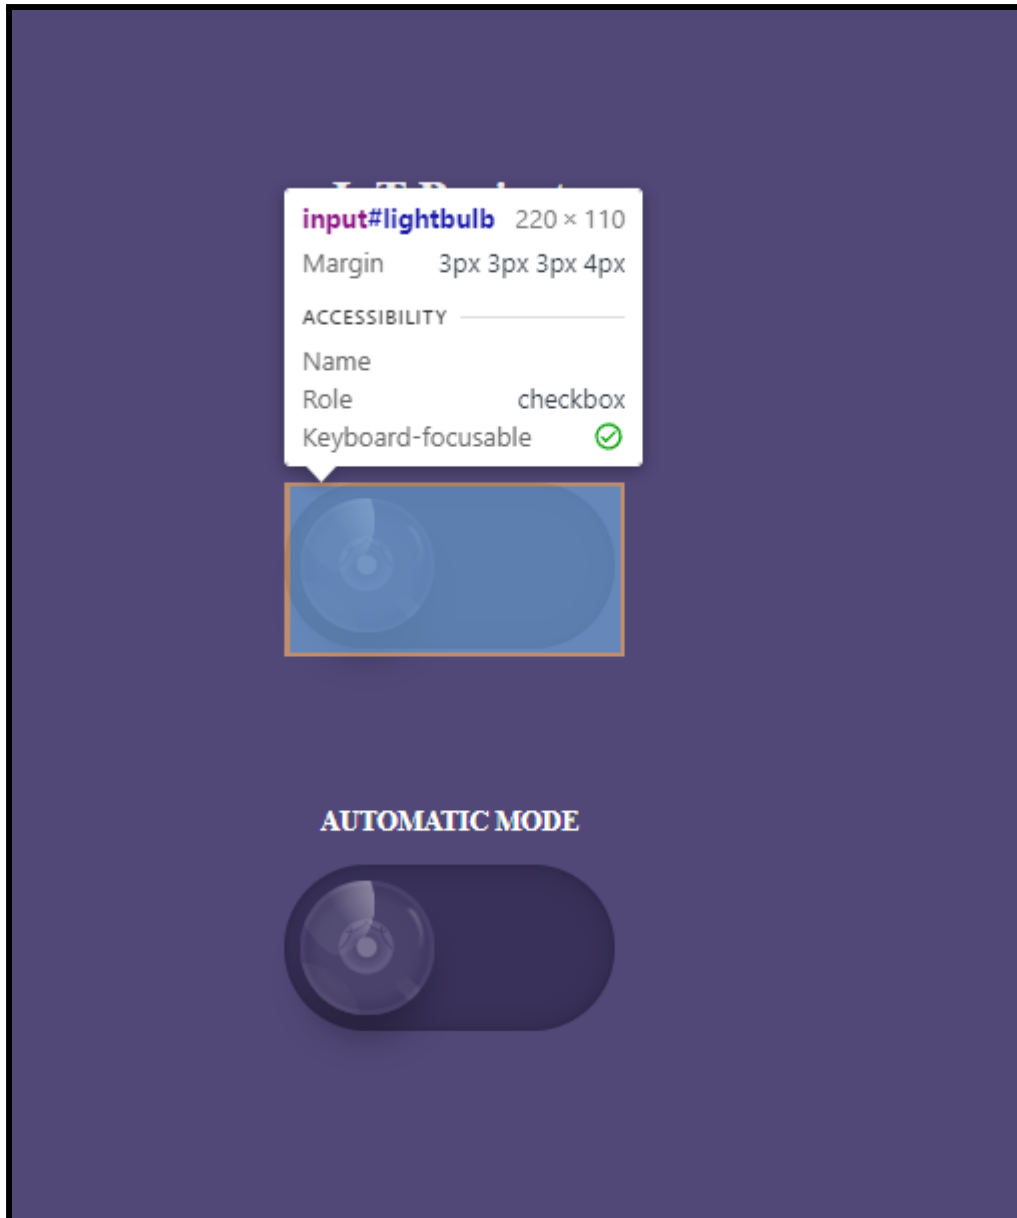 input#lightbulb 220 × 110
Margin 3px 3px 3px 4px
ACCESSIBILITY
Name
Role checkbox
Keyboard-focusable
AUTOMATIC MODE